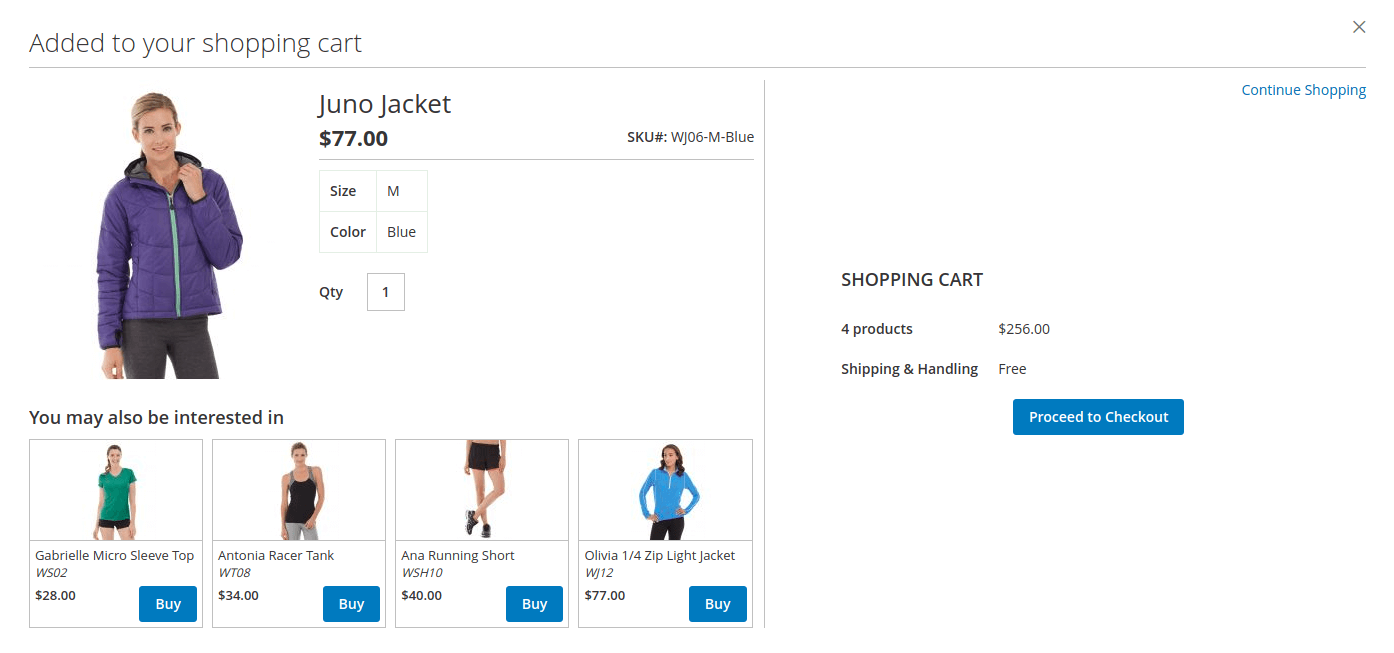 Added to your shopping cart
Continue Shopping
Juno Jacket
$77.00 SKU#: WJ06-M-Blue
Size M
Color Blue
Qty 1
SHOPPING CART
4 products $256.00
Shipping & Handling Free
Proceed to Checkout
You may also be interested in
Gabrielle Micro Sleeve Top
WS02
$28.00
Buy
Antonia Racer Tank
WT08
$34.00
Buy
Ana Running Short
WSH10
$40.00
Buy
Olivia 1/4 Zip Light Jacket
WJ12
$77.00
Buy